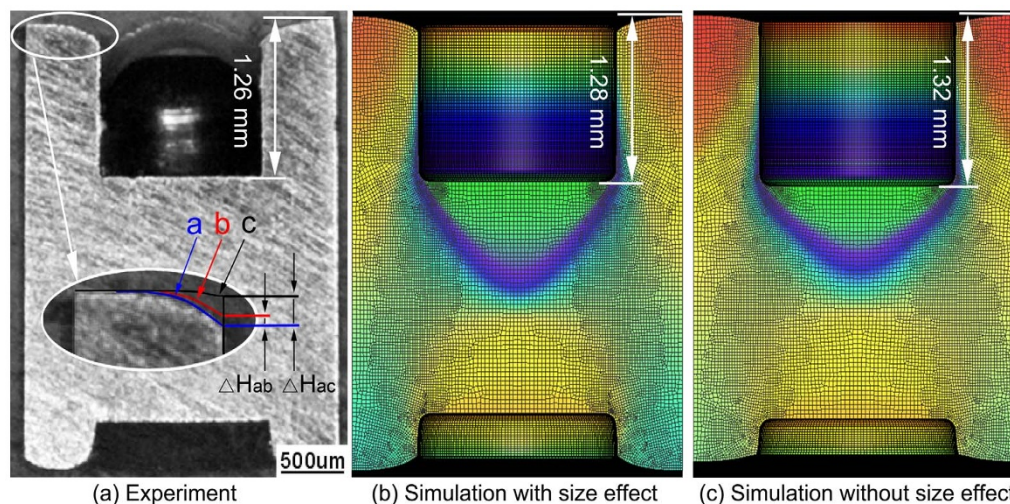 1.26 mm
a b c
△Hab △Hac
500um
(a) Experiment
1.28 mm
(b) Simulation with size effect
1.32 mm
(c) Simulation without size effect